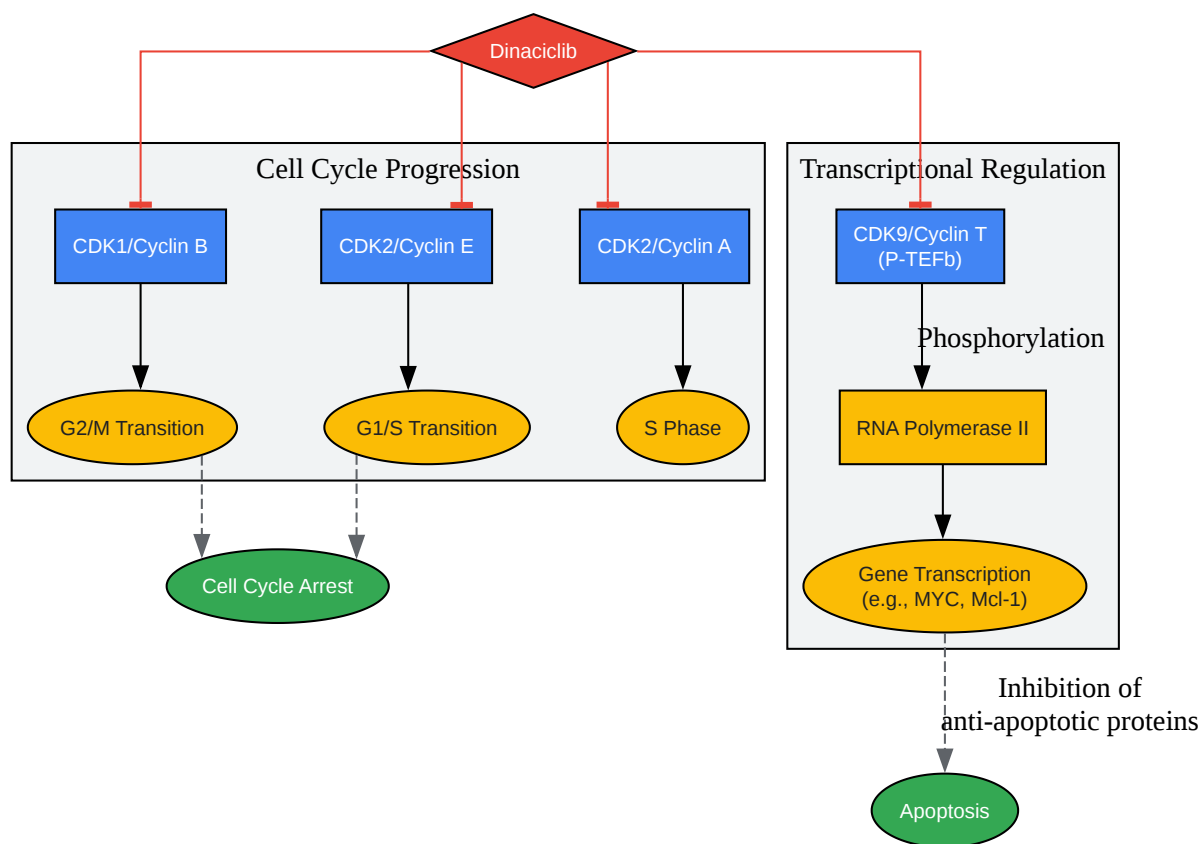 Dinaciclib
Cell Cycle Progression
Transcriptional Regulation
CDK1/Cyclin B
CDK2/Cyclin E
CDK2/Cyclin A
CDK9/Cyclin T
(P-TEFb)
Phosphorylation
G2/M Transition
G1/S Transition
S Phase
RNA Polymerase II
Cell Cycle Arrest
Gene Transcription
(e.g., MYC, Mcl-1)
Inhibition of
anti-apoptotic proteins
Apoptosis